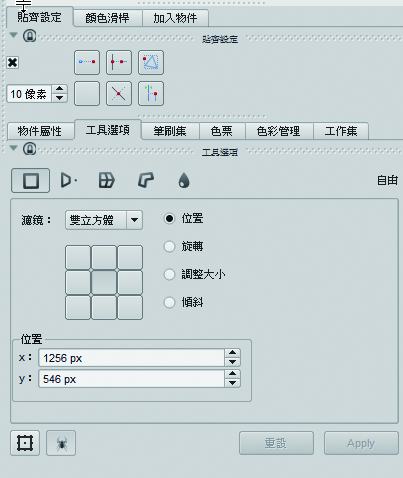 貼齊設定 顏色滑桿 加入物件
貼齊設定
10 像素
物件屬性 工具選項 筆刷集 色票 色彩管理 工作集
工具選項
自由
濾鏡： 雙立方體
位置
旋轉
調整大小
傾斜
位置
x： 1256 px
y： 546 px
重設 Apply